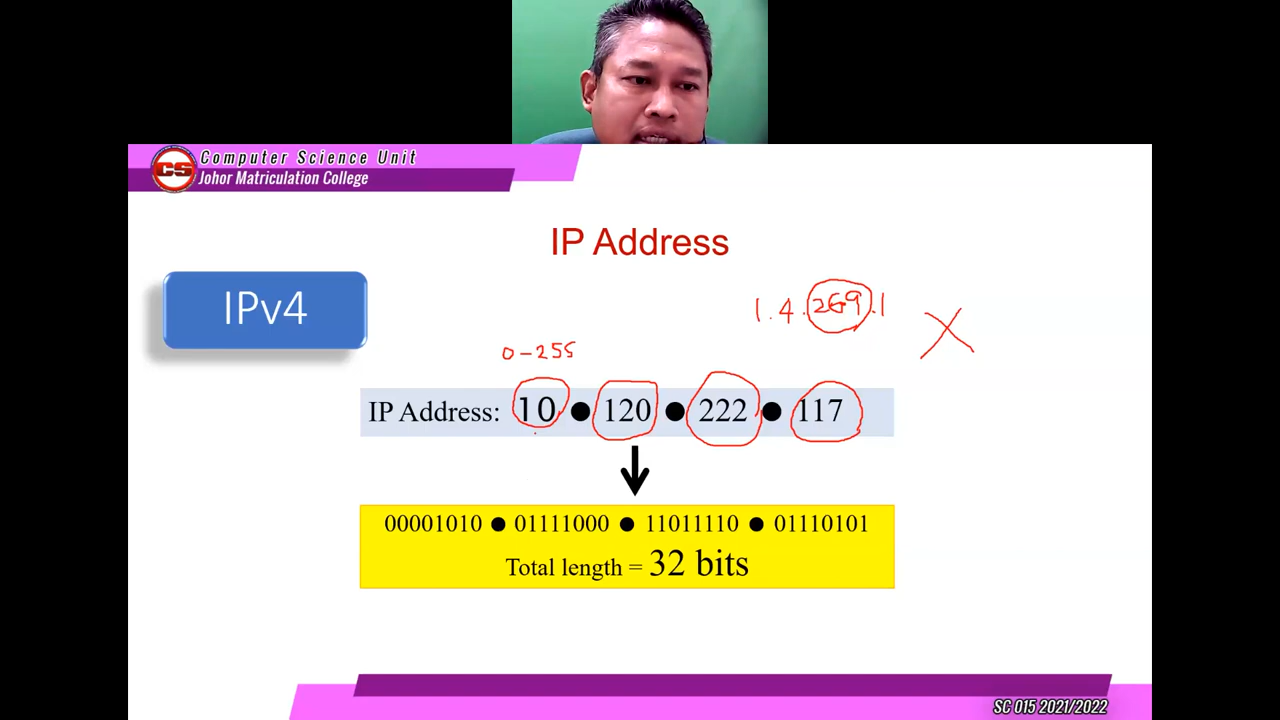 CS
Computer Science Unit
Johor Matriculation College
IP Address
IPv4
1.4.269.1
0-255
IP Address: 10 ● 120 ● 222 ● 117
00001010 ● 01111000 ● 11011110 ● 01110101
Total length = 32 bits
SC 015 2021/2022